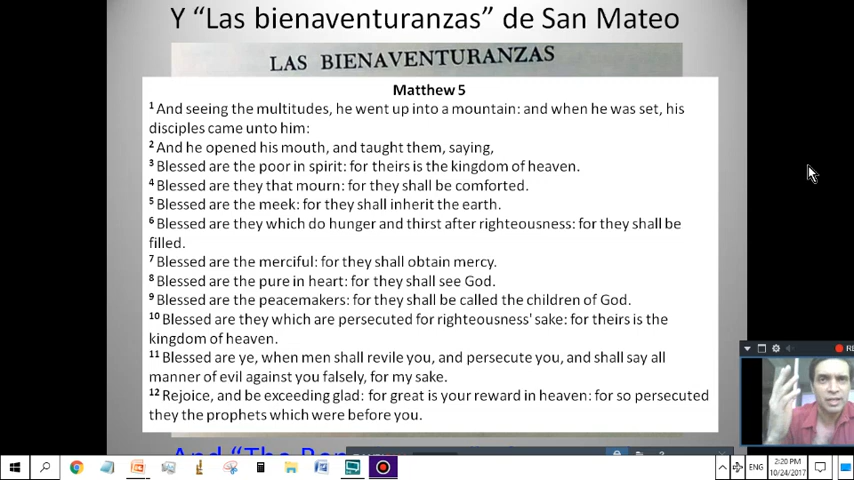 Y “Las bienaventuranzas” de San Mateo
LAS BIENAVENTURANZAS
Matthew 5
1 And seeing the multitudes, he went up into a mountain: and when he was set, his
disciples came unto him:
2 And he opened his mouth, and taught them, saying,
3 Blessed are the poor in spirit: for theirs is the kingdom of heaven.
4 Blessed are they that mourn: for they shall be comforted.
5 Blessed are the meek: for they shall inherit the earth.
6 Blessed are they which do hunger and thirst after righteousness: for they shall be
filled.
7 Blessed are the merciful: for they shall obtain mercy.
8 Blessed are the pure in heart: for they shall see God.
9 Blessed are the peacemakers: for they shall be called the children of God.
10 Blessed are they which are persecuted for righteousness' sake: for theirs is the
kingdom of heaven.
11 Blessed are ye, when men shall revile you, and persecute you, and shall say all
manner of evil against you falsely, for my sake.
12 Rejoice, and be exceeding glad: for great is your reward in heaven: for so persecuted
they the prophets which were before you.
RE
And “The
ENG
2:20 PM
10/24/2017